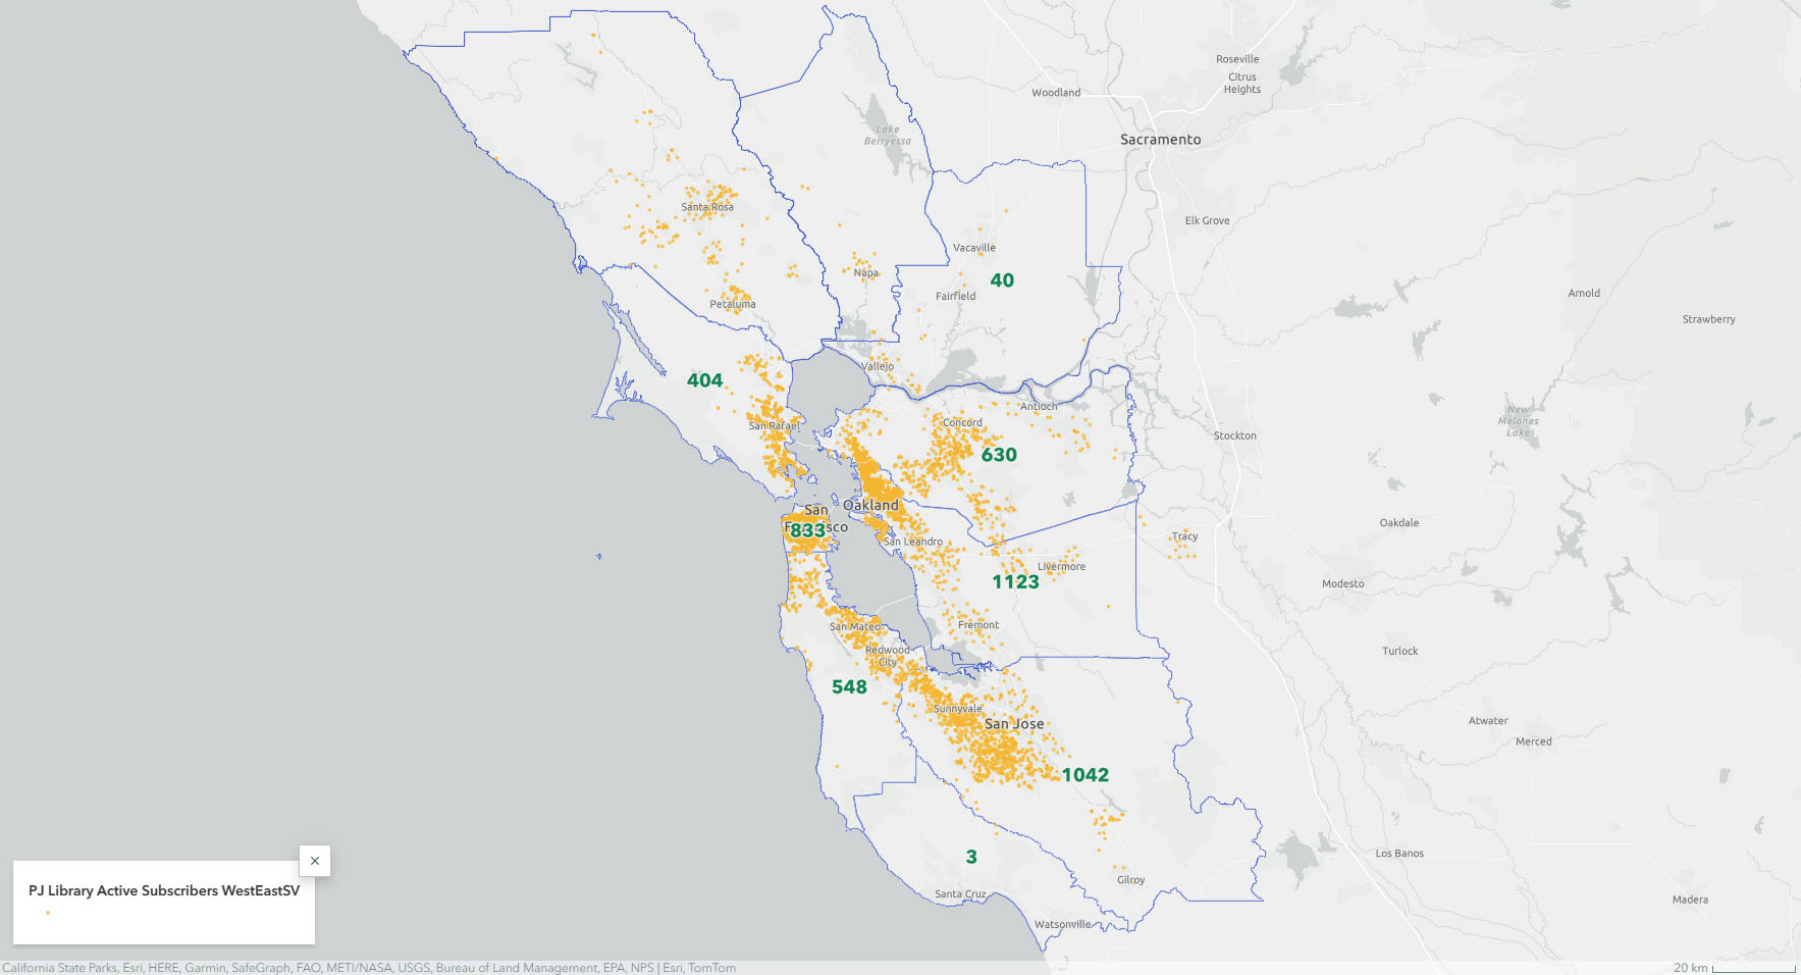 Roseville
Citrus
Heights
Woodland
Sacramento
Lake
Berryessa
Santa Rosa
Elk Grove
Vacaville
40
Napa
Fairfield
Petaluma
Arnold
Strawberry
Vallejo
404
Antioch
San Rafael
Concord
New
Melones
Lake
Stockton
630
Oakland
San
Francisco
833
Oakdale
San Leandro
Tracy
Livermore
1123
Modesto
Fremont
San Mateo
Redwood
City
Turlock
548
Sunnyvale
San Jose
Atwater
Merced
1042
3
Los Banos
Gilroy
Santa Cruz
Madera
Watsonville
×
PJ Library Active Subscribers WestEastSV
California State Parks, Esri, HERE, Garmin, SafeGraph, FAO, METI/NASA, USGS, Bureau of Land Management, EPA, NPS | Esri, TomTom
20 km